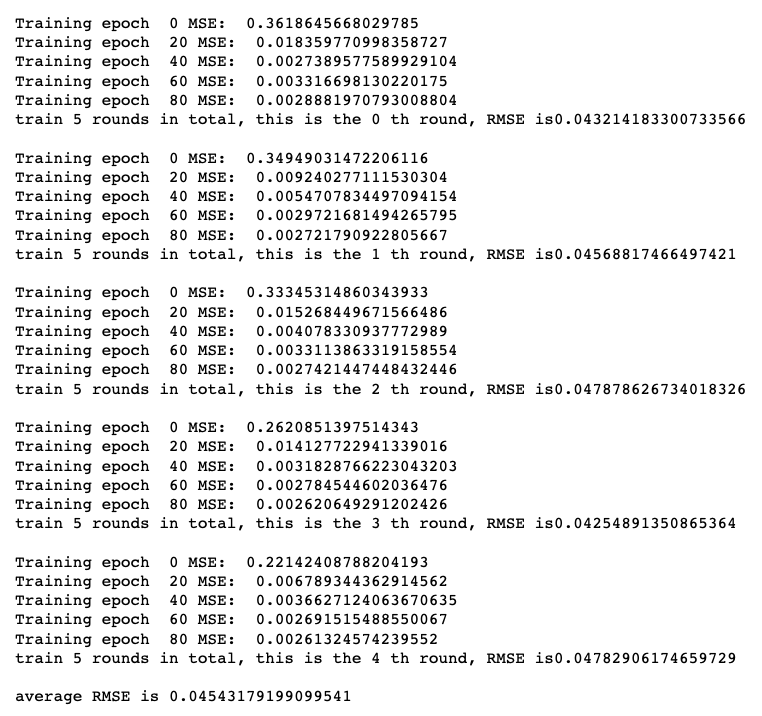 Training epoch  0 MSE:  0.3618645668029785
Training epoch  20 MSE:  0.018359770998358727
Training epoch  40 MSE:  0.0027389577589929104
Training epoch  60 MSE:  0.003316698130220175
Training epoch  80 MSE:  0.0028881970793008804
train 5 rounds in total, this is the 0 th round, RMSE is0.043214183300733566
Training epoch  0 MSE:  0.34949031472206116
Training epoch  20 MSE:  0.009240277111530304
Training epoch  40 MSE:  0.0054707834497094154
Training epoch  60 MSE:  0.0029721681494265795
Training epoch  80 MSE:  0.002721790922805667
train 5 rounds in total, this is the 1 th round, RMSE is0.04568817466497421
Training epoch  0 MSE:  0.33345314860343933
Training epoch  20 MSE:  0.015268449671566486
Training epoch  40 MSE:  0.004078330937772989
Training epoch  60 MSE:  0.0033113863319158554
Training epoch  80 MSE:  0.0027421447448432446
train 5 rounds in total, this is the 2 th round, RMSE is0.047878626734018326
Training epoch  0 MSE:  0.2620851397514343
Training epoch  20 MSE:  0.014127722941339016
Training epoch  40 MSE:  0.0031828766223043203
Training epoch  60 MSE:  0.002784544602036476
Training epoch  80 MSE:  0.002620649291202426
train 5 rounds in total, this is the 3 th round, RMSE is0.04254891350865364
Training epoch  0 MSE:  0.22142408788204193
Training epoch  20 MSE:  0.006789344362914562
Training epoch  40 MSE:  0.0036627124063670635
Training epoch  60 MSE:  0.002691515488550067
Training epoch  80 MSE:  0.00261324574239552
train 5 rounds in total, this is the 4 th round, RMSE is0.04782906174659729
average RMSE is 0.04543179199099541